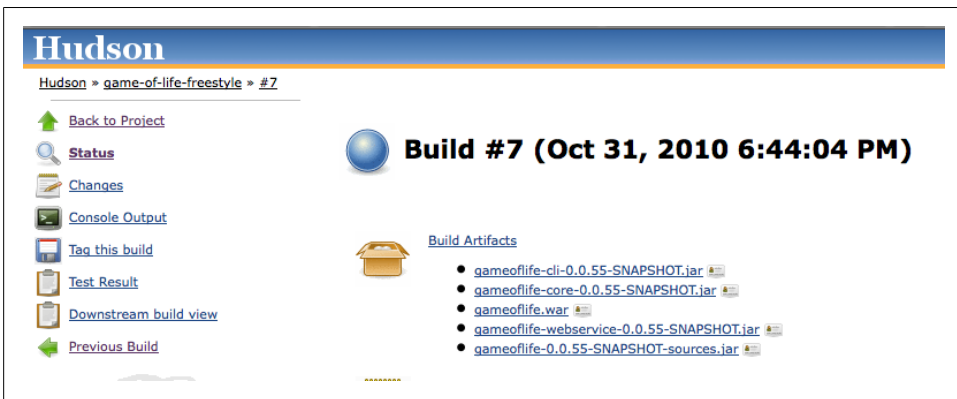 Hudson
Hudson » game-of-life-freestyle » #7
Back to Project
Status
Changes
Console Output
Tag this build
Test Result
Downstream build view
Previous Build
Build #7 (Oct 31, 2010 6:44:04 PM)
Build Artifacts
gameoflife-cli-0.0.55-SNAPSHOT.jar
gameoflife-core-0.0.55-SNAPSHOT.jar
gameoflife.war
gameoflife-webservice-0.0.55-SNAPSHOT.jar
gameoflife-0.0.55-SNAPSHOT-sources.jar